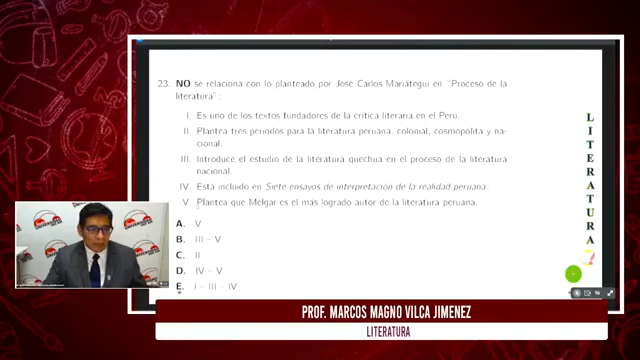 23. NO se relaciona con lo planteado por José Carlos Mariátegui en "Proceso de la
literatura":
I. Es uno de los textos fundadores de la crítica literaria en el Perú.
II. Plantea tres periodos para la literatura peruana: colonial, cosmopolita y na-
cional.
III. Introduce el estudio de la literatura quechua en el proceso de la literatura
nacional.
IV. Está incluido en Siete ensayos de interpretación de la realidad peruana.
V. Plantea que Melgar es el más logrado autor de la literatura peruana.
A. V
B. III – V
C. II
D. IV – V
E. I – III – IV
LITERATURA
PROF. MARCOS MAGNO VILCA JIMENEZ
LITERATURA